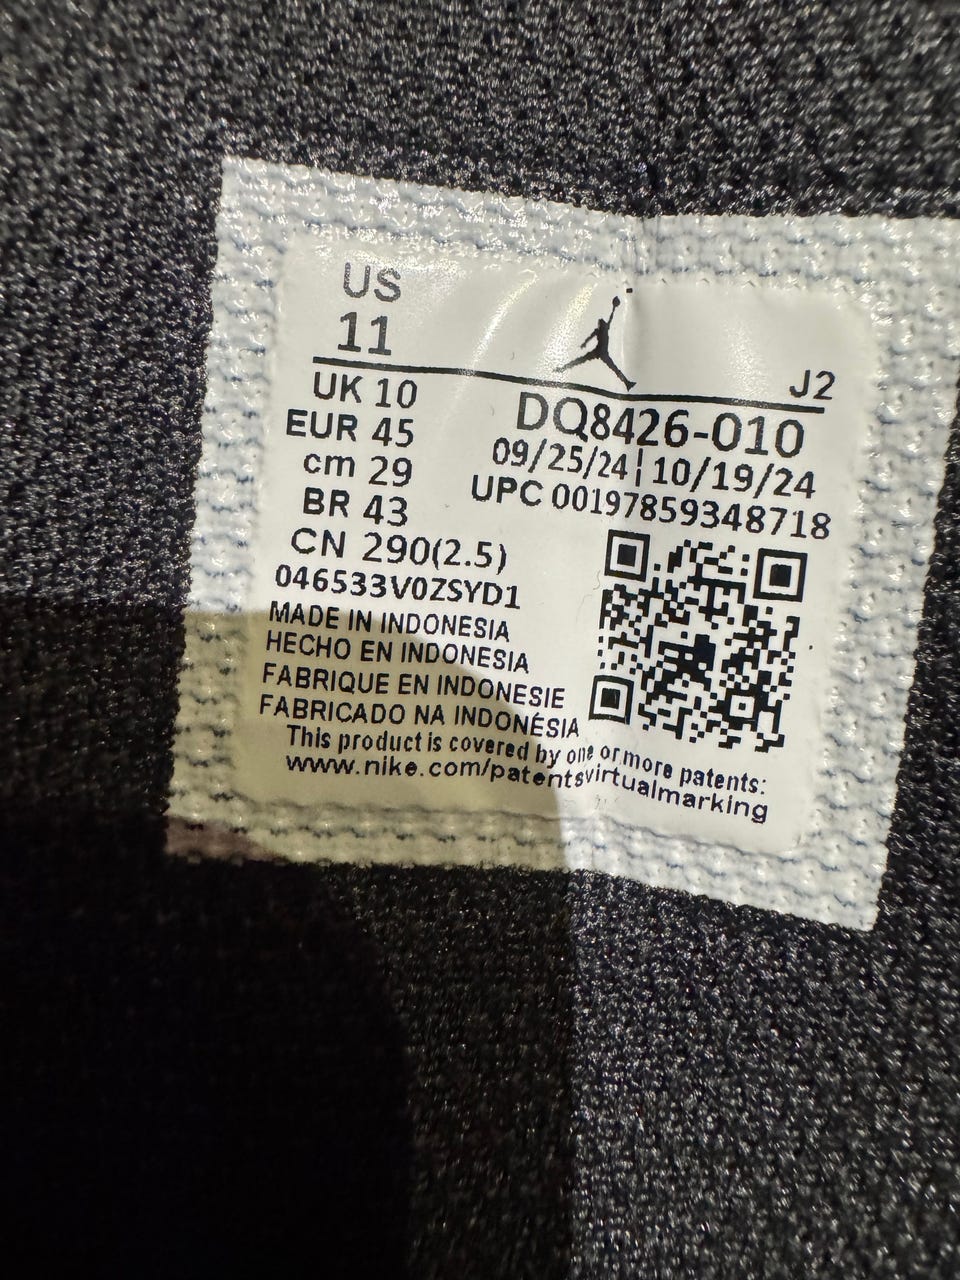 US
11
J2
UK 10
EUR 45
cm 29
BR 43
CN 290(2.5)
046533V0ZSYD1
DQ8426-010
09/25/24¦10/19/24
UPC 00197859348718
MADE IN INDONESIA
HECHO EN INDONESIA
FABRIQUE EN INDONESIE
FABRICADO NA INDONÉSIA
This product is covered by one or more patents:
www.nike.com/patentsvirtualmarking